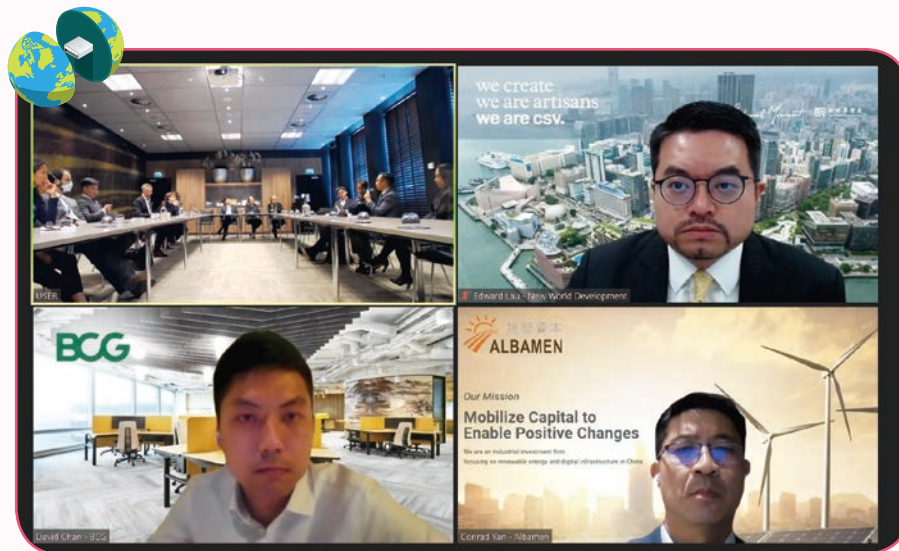 USER
we create
we are artisans
we are csv.
Edward Lau - New World Development
BCG
David Chan - BCG
ALBAMEN
Our Mission
Mobilize Capital to
Enable Positive Changes
We are an industrial investment firm
focusing on renewable energy and digital infrastructure in China
Conrad Yan - Albamen